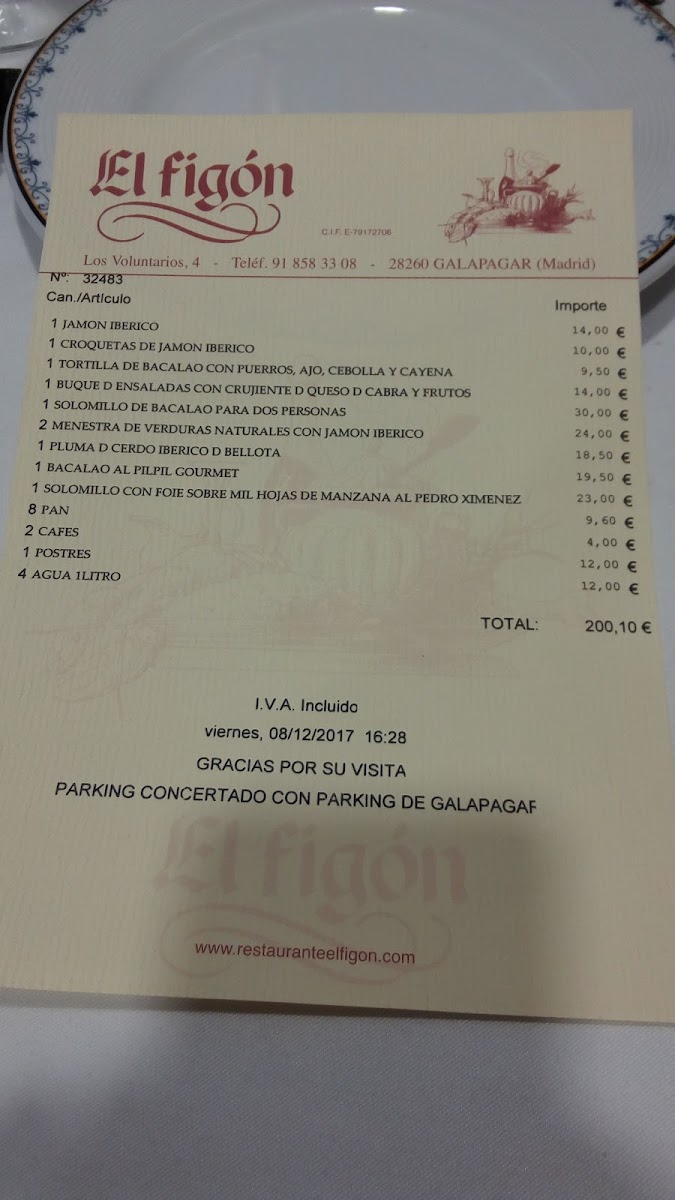 El figón
C.I.F. E-79172706
Los Voluntarios, 4 - Teléf. 91 858 33 08 - 28260 GALAPAGAR (Madrid)
Nº: 32483
Can./Artículo Importe
1 JAMON IBERICO 14,00 €
1 CROQUETAS DE JAMON IBERICO 10,00 €
1 TORTILLA DE BACALAO CON PUERROS, AJO, CEBOLLA Y CAYENA 9,50 €
1 BUQUE D ENSALADAS CON CRUJIENTE D QUESO D CABRA Y FRUTOS 14,00 €
1 SOLOMILLO DE BACALAO PARA DOS PERSONAS 30,00 €
2 MENESTRA DE VERDURAS NATURALES CON JAMON IBERICO 24,00 €
1 PLUMA D CERDO IBERICO D BELLOTA 18,50 €
1 BACALAO AL PILPIL GOURMET 19,50 €
1 SOLOMILLO CON FOIE SOBRE MIL HOJAS DE MANZANA AL PEDRO XIMENEZ 23,00 €
8 PAN 9,60 €
2 CAFES 4,00 €
1 POSTRES 12,00 €
4 AGUA 1LITRO 12,00 €
TOTAL: 200,10 €
I.V.A. Incluido
viernes, 08/12/2017 16:28
GRACIAS POR SU VISITA
PARKING CONCERTADO CON PARKING DE GALAPAGAR
El figón
www.restauranteelfigon.com